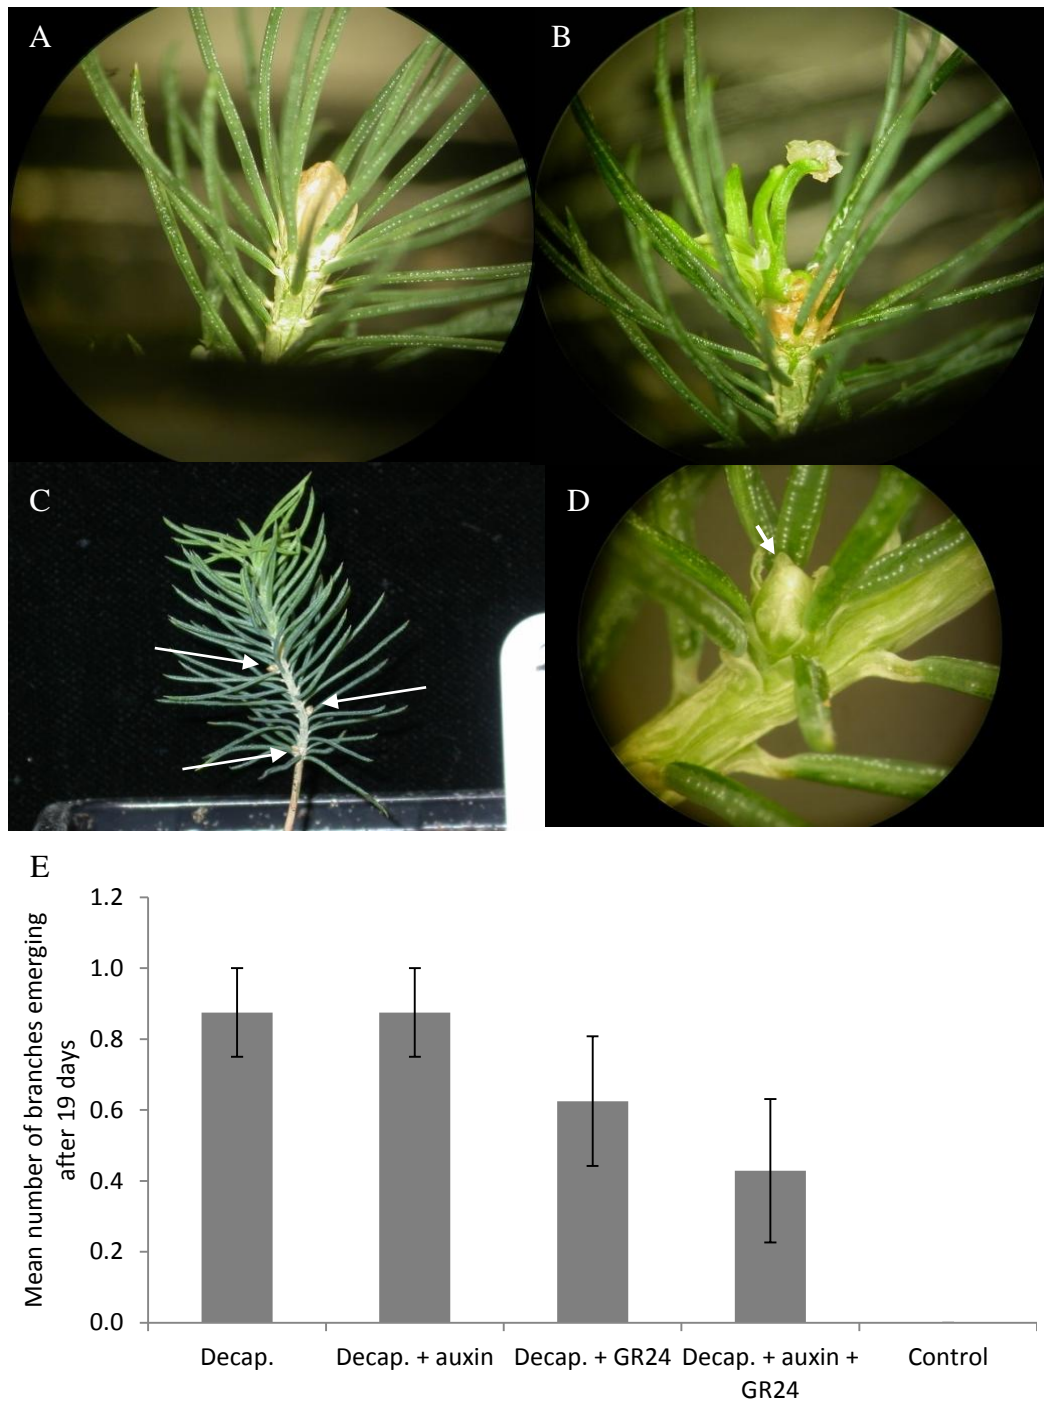 A
B
C
D
E
Mean number of branches emerging
after 19 days
1.2
1.0
0.8
0.6
0.4
0.2
0.0
Decap.
Decap. + auxin
Decap. + GR24
Decap. + auxin +
GR24
Control